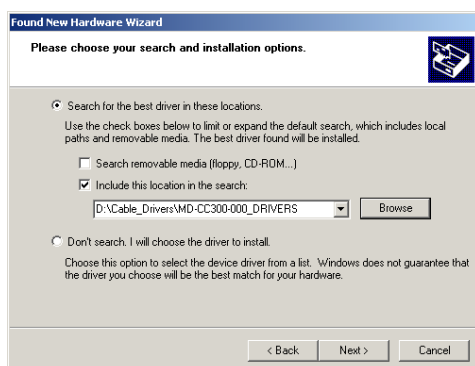 Found New Hardware Wizard
Please choose your search and installation options.
Search for the best driver in these locations.
Use the check boxes below to limit or expand the default search, which includes local
paths and removable media. The best driver found will be installed.
Search removable media (floppy, CD-ROM...)
Include this location in the search:
D:\Cable_Drivers\MD-CC300-000_DRIVERS
Browse
Don't search. I will choose the driver to install.
Choose this option to select the device driver from a list. Windows does not guarantee that
the driver you choose will be the best match for your hardware.
< Back Next > Cancel